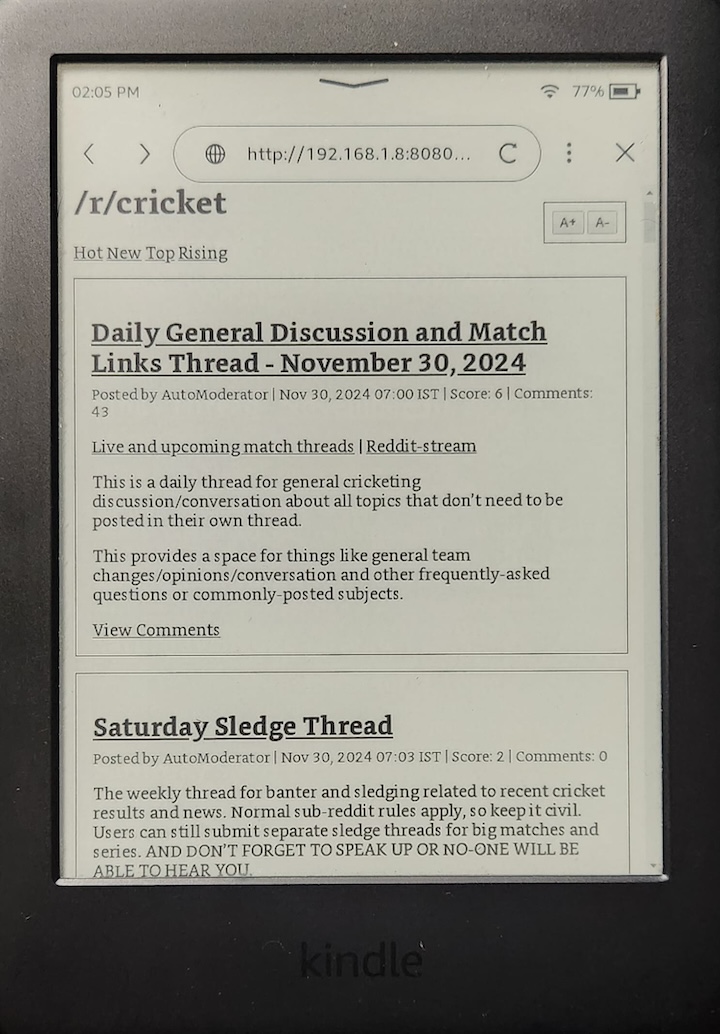 02:05 PM 77%
http://192.168.1.8:8080...
/r/cricket
A+ A-
Hot New Top Rising
Daily General Discussion and Match
Links Thread - November 30, 2024
Posted by AutoModerator | Nov 30, 2024 07:00 IST | Score: 6 | Comments:
43
Live and upcoming match threads | Reddit-stream
This is a daily thread for general cricketing
discussion/conversation about all topics that don't need to be
posted in their own thread.
This provides a space for things like general team
changes/opinions/conversation and other frequently-asked
questions or commonly-posted subjects.
View Comments
Saturday Sledge Thread
Posted by AutoModerator | Nov 30, 2024 07:03 IST | Score: 2 | Comments: 0
The weekly thread for banter and sledging related to recent cricket
results and news. Normal sub-reddit rules apply, so keep it civil.
Users can still submit separate sledge threads for big matches and
series. AND DON'T FORGET TO SPEAK UP OR NO-ONE WILL BE
ABLE TO HEAR YOU.
kindle